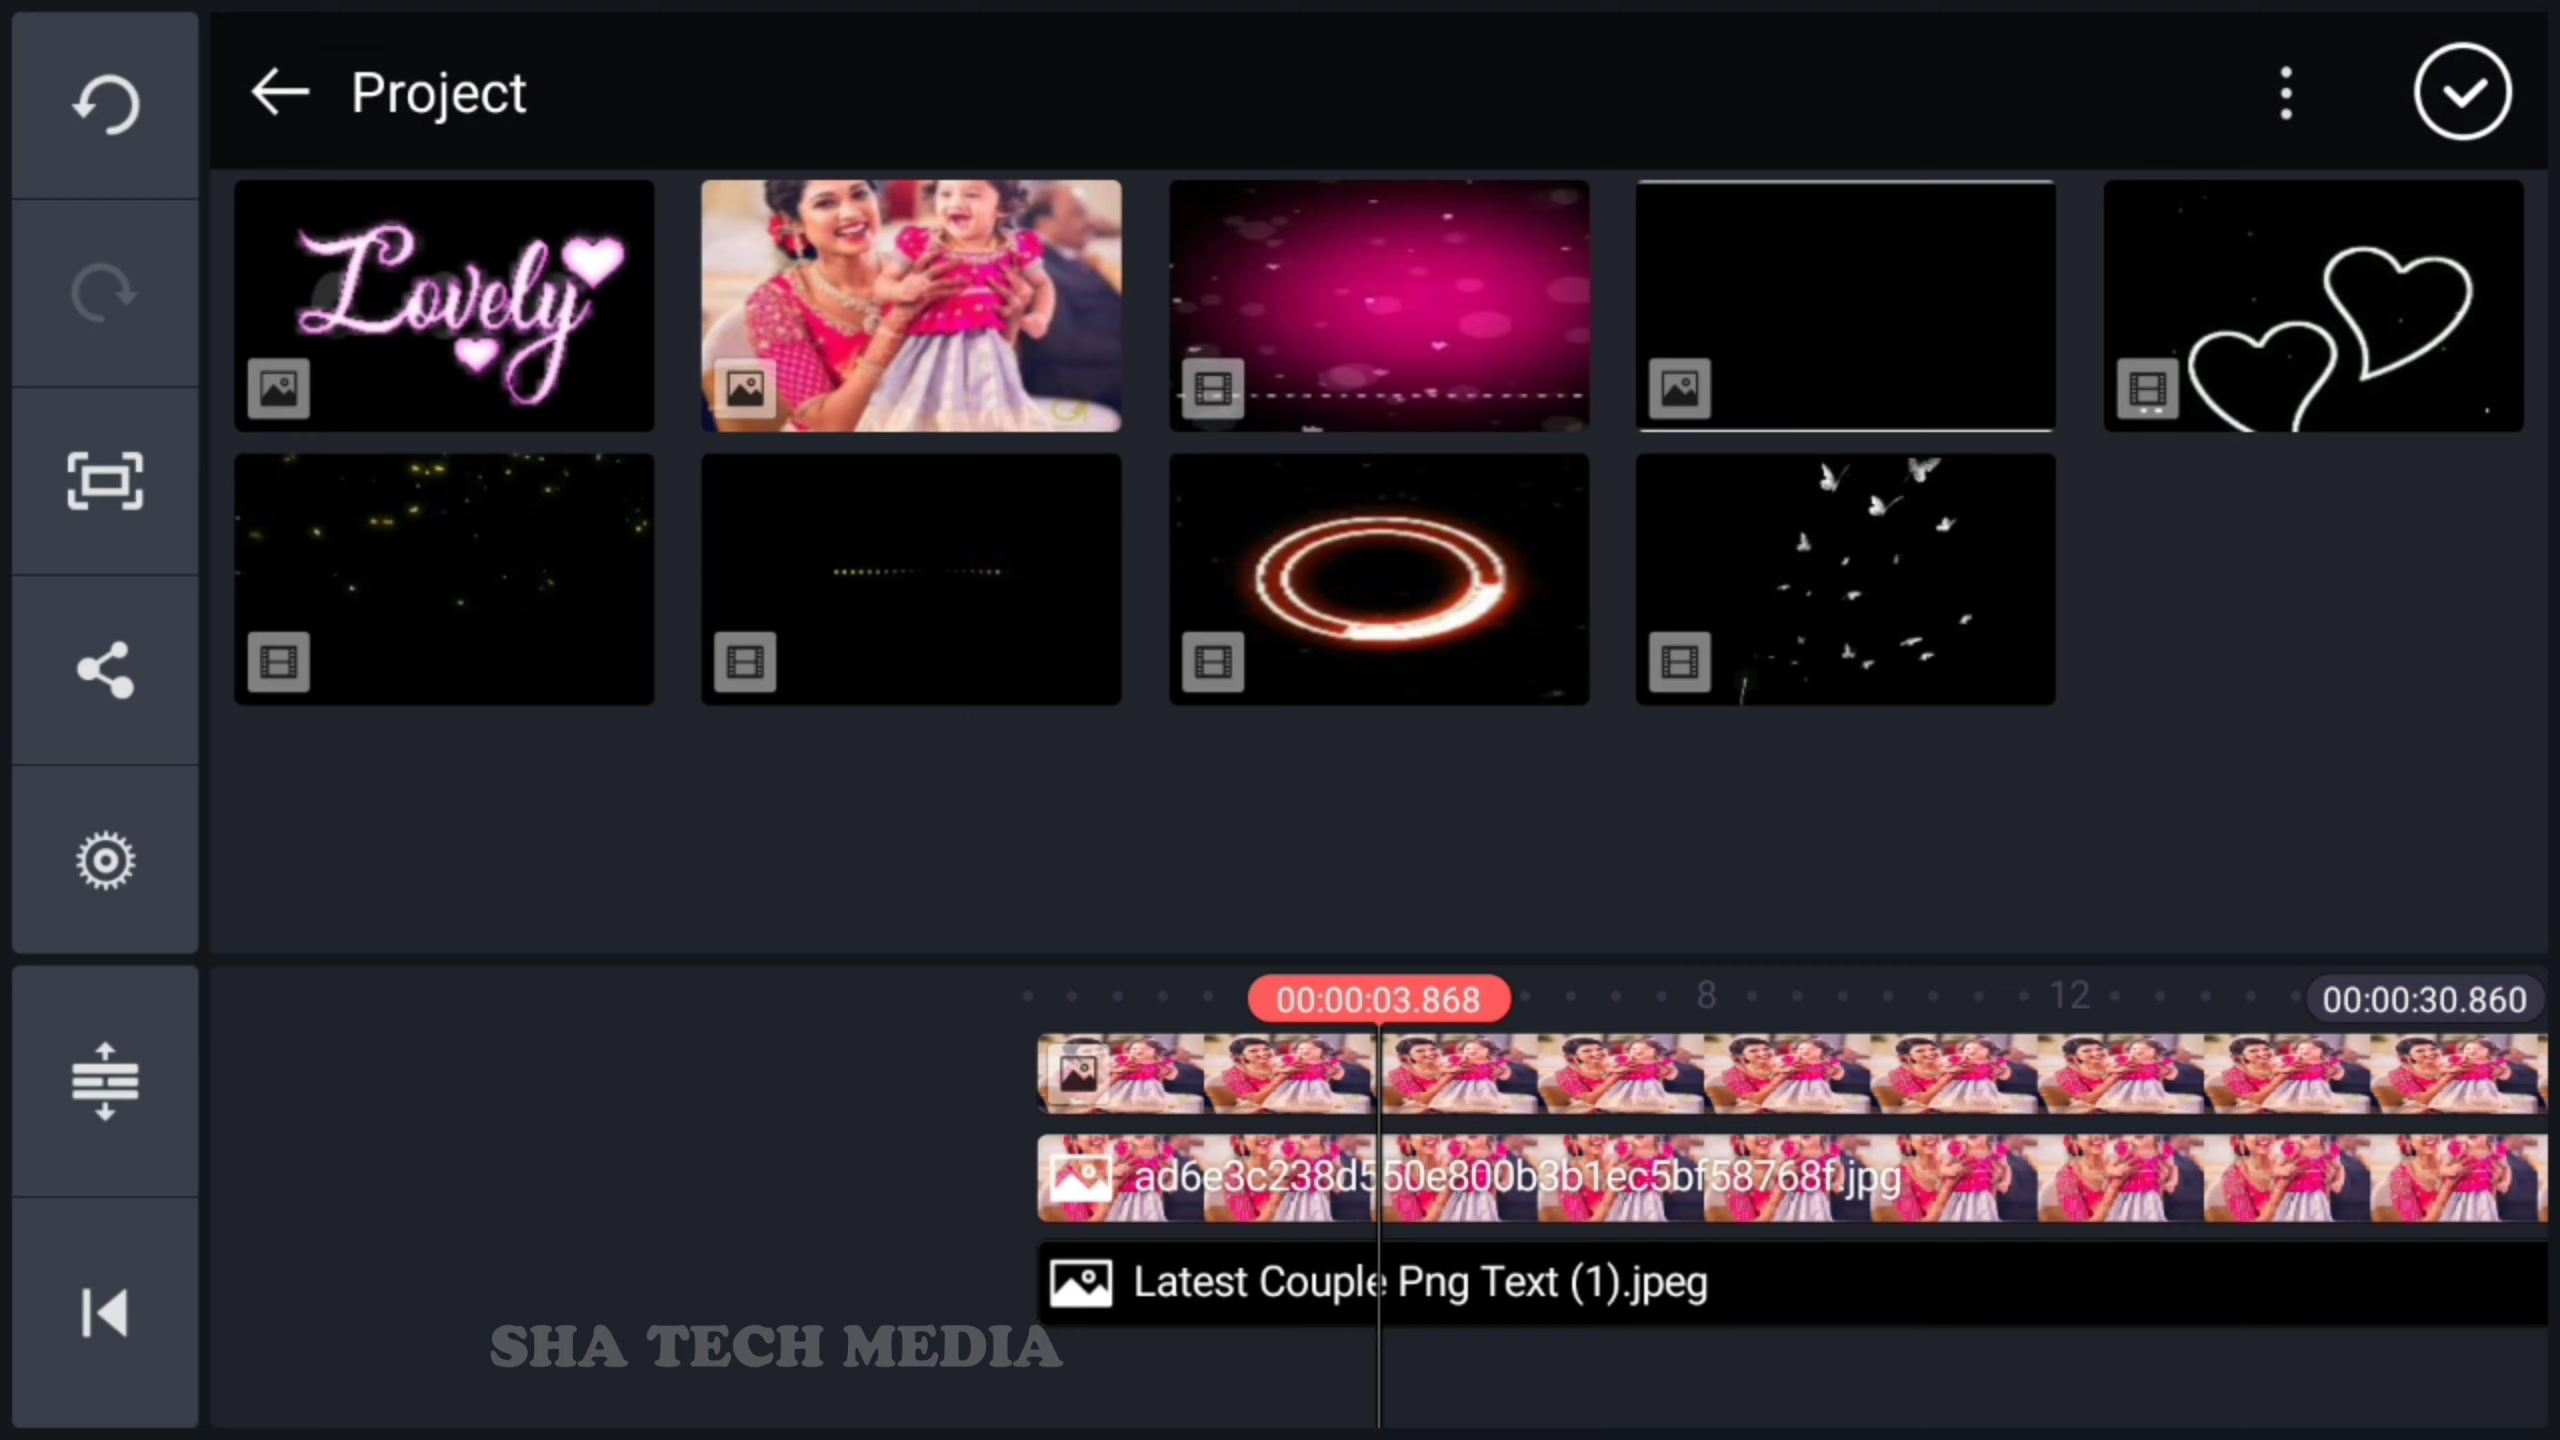 Project
Lovely
00:00:03.868
8
12
00:00:30.860
ad6e3c238d550e800b3b1ec5bf58768f.jpg
Latest Couple Png Text (1).jpeg
SHA TECH MEDIA